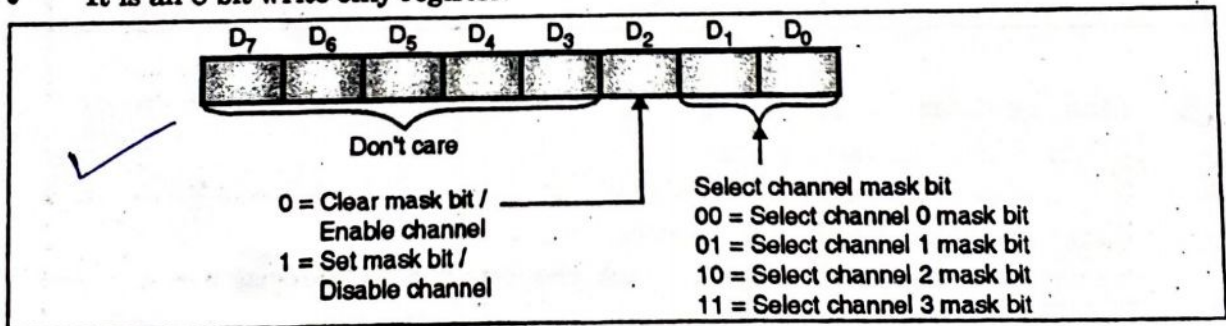 It is an 8-bit write only register.
D7 D6 D5 D4 D3 D2 D1 D0
Don't care
0 = Clear mask bit /
Enable channel
1 = Set mask bit /
Disable channel
Select channel mask bit
00 = Select channel 0 mask bit
01 = Select channel 1 mask bit
10 = Select channel 2 mask bit
11 = Select channel 3 mask bit